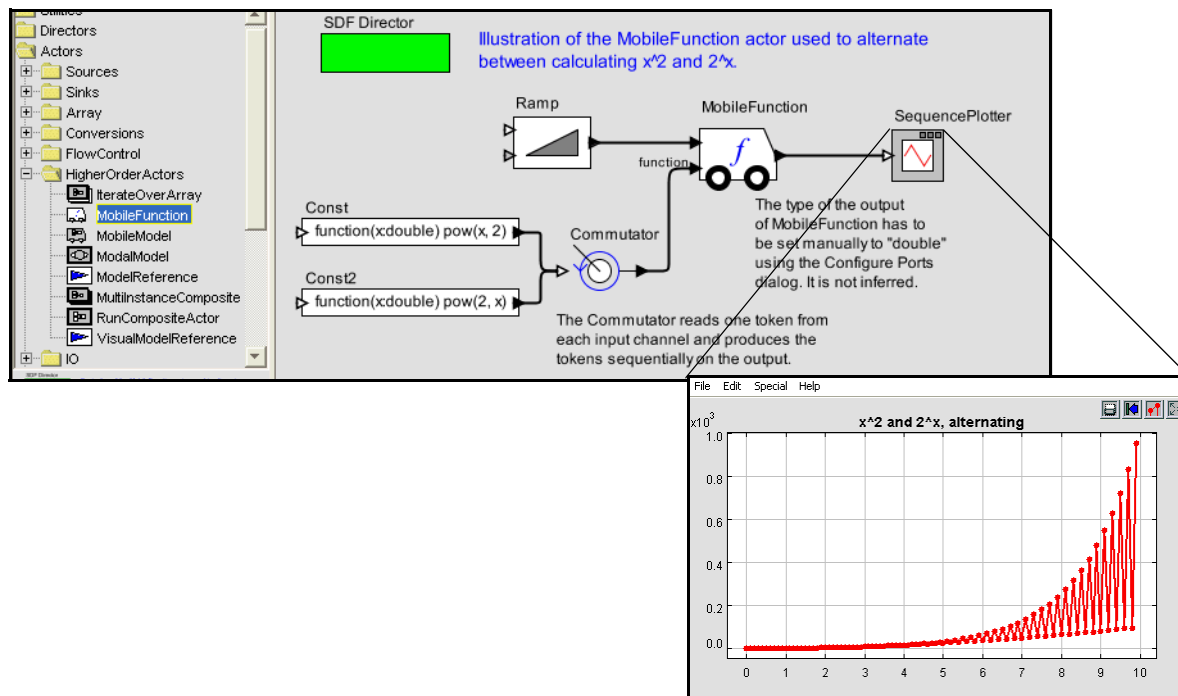 Utilities
Directors
Actors
Sources
Sinks
Array
Conversions
FlowControl
HigherOrderActors
IterateOverArray
MobileFunction
MobileModel
ModalModel
ModelReference
MultiInstanceComposite
RunCompositeActor
VisualModelReference
IO
SDF Director
SDF Director
Illustration of the MobileFunction actor used to alternate
between calculating x^2 and 2^x.
Ramp
MobileFunction
SequencePlotter
function
f
Const
function(x:double) pow(x, 2)
Commutator
Const2
function(x:double) pow(2, x)
The type of the output
of MobileFunction has to
be set manually to "double"
using the Configure Ports
dialog. It is not inferred.
The Commutator reads one token from
each input channel and produces the
tokens sequentially on the output.
File Edit Special Help
x^2 and 2^x, alternating
x10^3
1.0
0.8
0.6
0.4
0.2
0.0
0 1 2 3 4 5 6 7 8 9 10